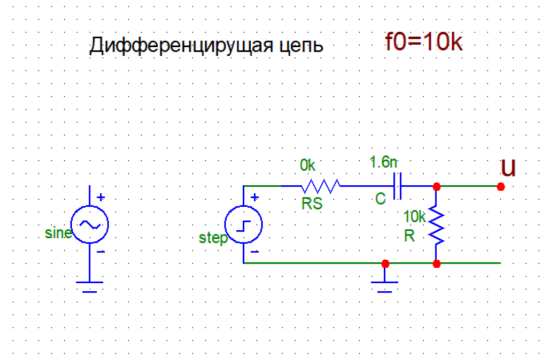 Дифференцирущая цепь
f0=10k
0k
1.6n
u
RS
C
10k
R
sine
step